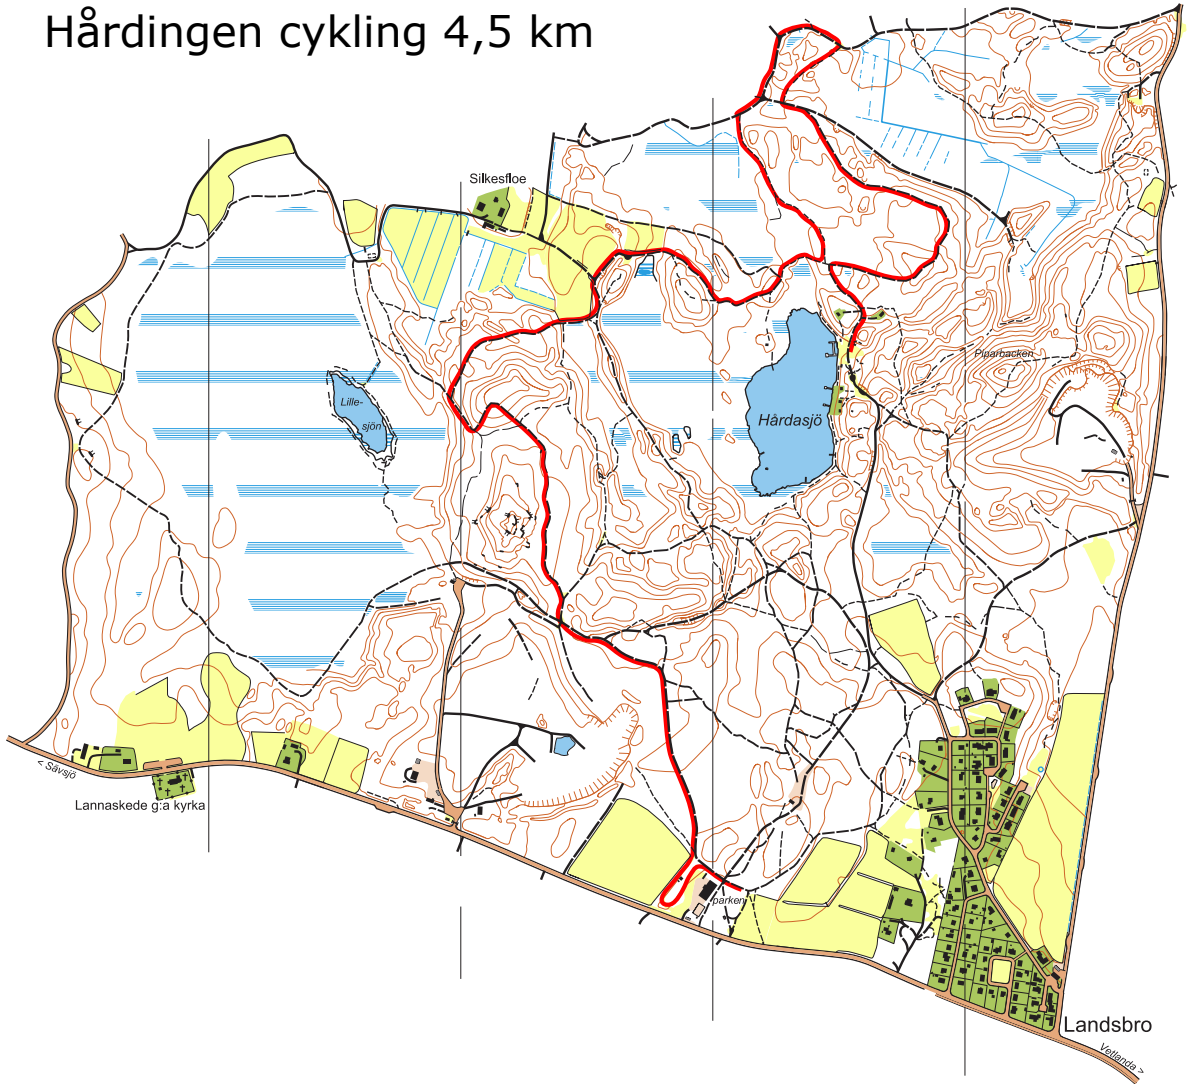 Hårdingen cykling 4,5 km
Silkesfloe
Piparbacken
Lille-
sjön
Hårdasjö
< Sävsjö
Lannaskede g:a kyrka
parken
Landsbro
Vetlanda >